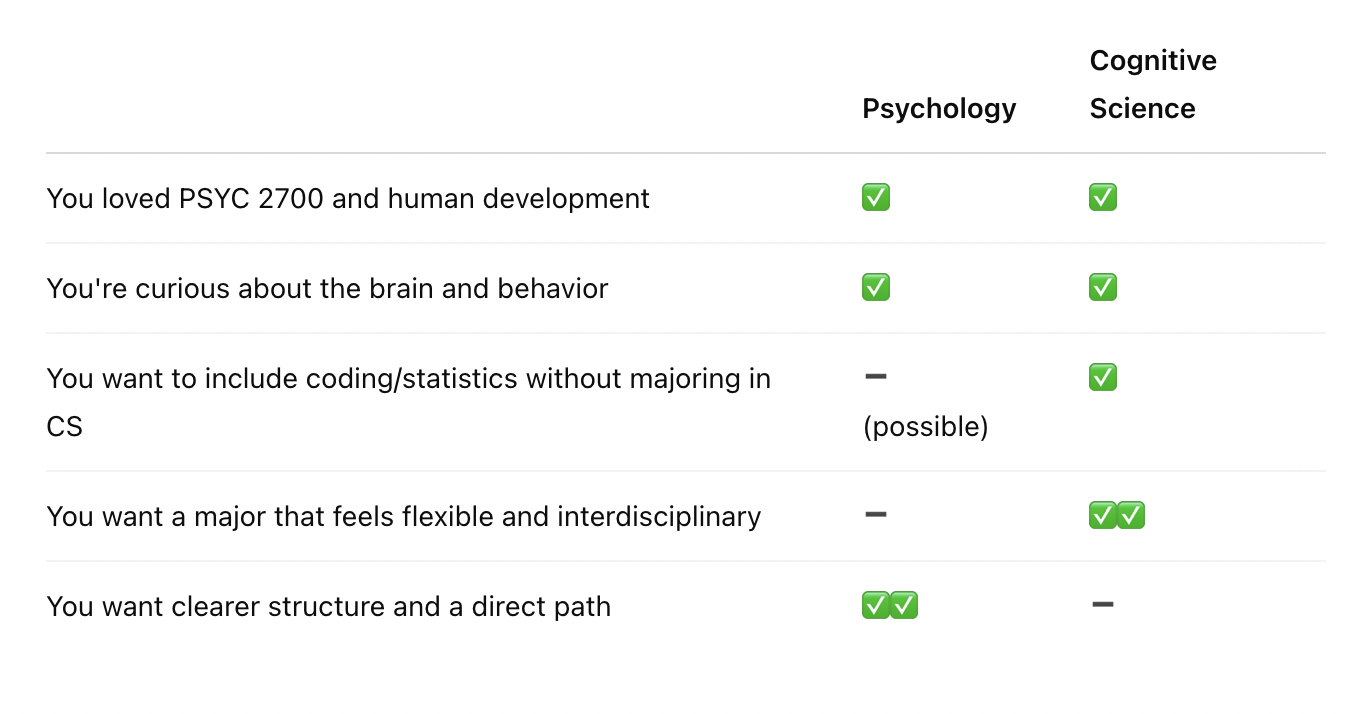 Cognitive
Psychology Science
You loved PSYC 2700 and human development ✅ ✅
You're curious about the brain and behavior ✅ ✅
You want to include coding/statistics without majoring in ➖ ✅
CS (possible)
You want a major that feels flexible and interdisciplinary ➖ ✅✅
You want clearer structure and a direct path ✅✅ ➖